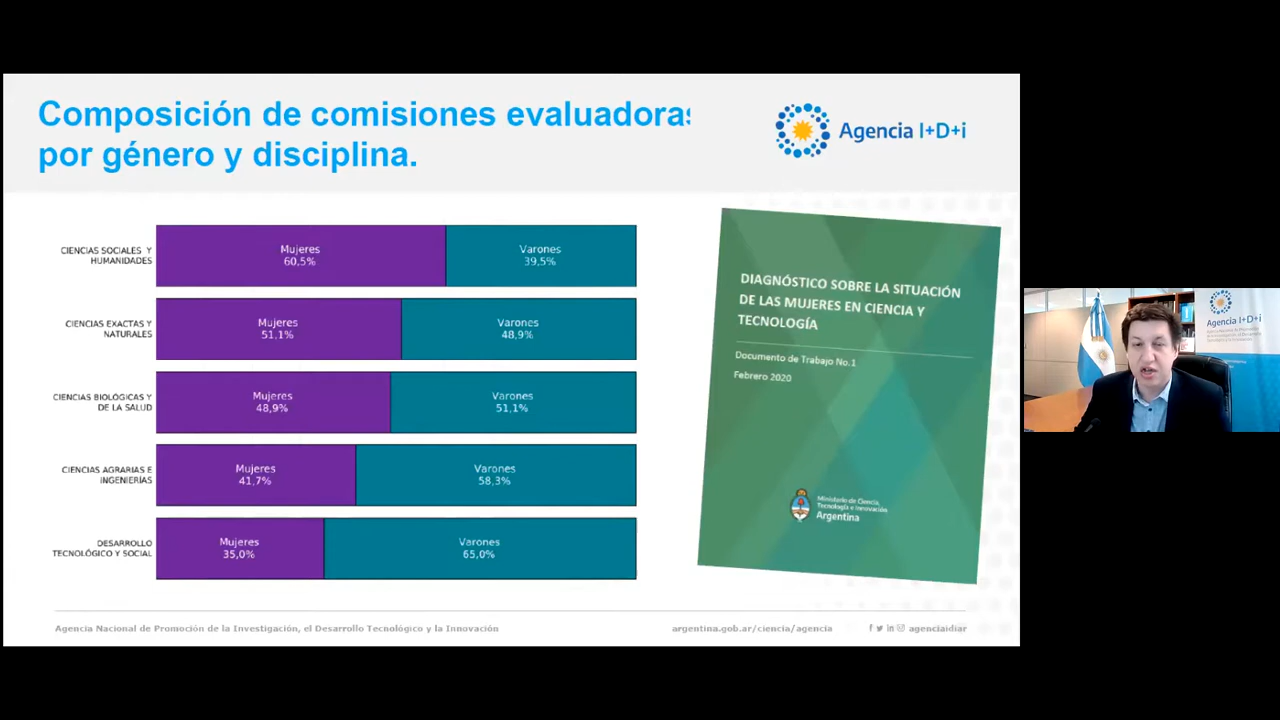 Composición de comisiones evaluadoras
por género y disciplina.
Agencia I+D+i
CIENCIAS SOCIALES Y
HUMANIDADES
Mujeres
60,5%
Varones
39,5%
CIENCIAS EXACTAS Y
NATURALES
Mujeres
51,1%
Varones
48,9%
CIENCIAS BIOLÓGICAS Y
DE LA SALUD
Mujeres
48,9%
Varones
51,1%
CIENCIAS AGRARIAS E
INGENIERÍAS
Mujeres
41,7%
Varones
58,3%
DESARROLLO
TECNOLÓGICO Y SOCIAL
Mujeres
35,0%
Varones
65,0%
DIAGNÓSTICO SOBRE LA SITUACIÓN
DE LAS MUJERES EN CIENCIA Y
TECNOLOGÍA
Documento de Trabajo No.1
Febrero 2020
Ministerio de Ciencia,
Tecnología e Innovación
Argentina
Agencia Nacional de Promoción de la Investigación, el Desarrollo Tecnológico y la Innovación
argentina.gob.ar/ciencia/agencia
agenciaidiar
Agencia I+D+i